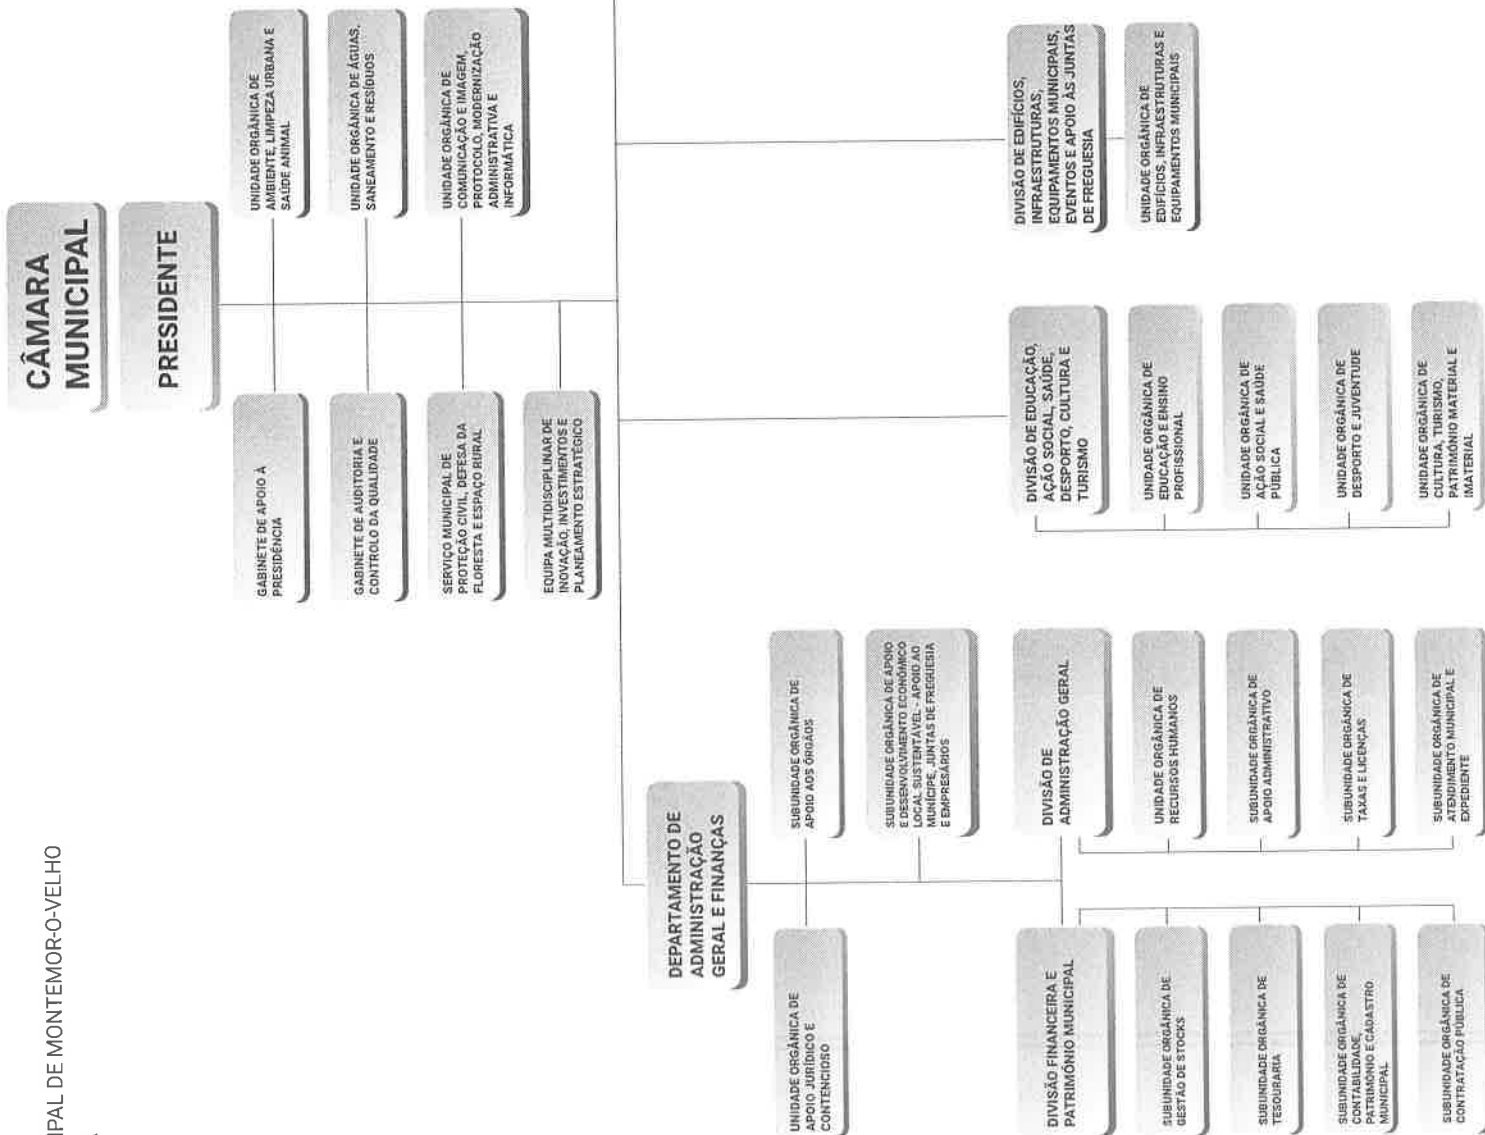 IPAL DE MONTEMOR-O-VELHO
CÂMARA
MUNICIPAL
PRESIDENTE
GABINETE DE APOIO À
PRESIDÊNCIA
UNIDADE ORGÂNICA DE
AMBIENTE, LIMPEZA URBANA E
SAÚDE ANIMAL
GABINETE DE AUDITORIA E
CONTROLO DA QUALIDADE
UNIDADE ORGÂNICA DE ÁGUAS,
SANEAMENTO E RESÍDUOS
SERVIÇO MUNICIPAL DE
PROTEÇÃO CIVIL, DEFESA DA
FLORESTA E ESPAÇO RURAL
UNIDADE ORGÂNICA DE
COMUNICAÇÃO E IMAGEM,
PROTOCOLO, MODERNIZAÇÃO
ADMINISTRATIVA E
INFORMÁTICA
EQUIPA MULTIDISCIPLINAR DE
INOVAÇÃO, INVESTIMENTOS E
PLANEAMENTO ESTRATÉGICO
DEPARTAMENTO DE
ADMINISTRAÇÃO
GERAL E FINANÇAS
UNIDADE ORGÂNICA DE
APOIO JURÍDICO E
CONTENCIOSO
SUBUNIDADE ORGÂNICA DE
APOIO AOS ÓRGÃOS
SUBUNIDADE ORGÂNICA DE APOIO
E DESENVOLVIMENTO ECONÓMICO
LOCAL SUSTENTÁVEL - APOIO AO
MUNÍCIPE, JUNTAS DE FREGUESIA
E EMPRESÁRIOS
DIVISÃO FINANCEIRA E
PATRIMÓNIO MUNICIPAL
SUBUNIDADE ORGÂNICA DE
GESTÃO DE STOCKS
SUBUNIDADE ORGÂNICA DE
TESOURARIA
SUBUNIDADE ORGÂNICA DE
CONTABILIDADE,
PATRIMÓNIO E CADASTRO
MUNICIPAL
SUBUNIDADE ORGÂNICA DE
CONTRATAÇÃO PÚBLICA
DIVISÃO DE
ADMINISTRAÇÃO GERAL
UNIDADE ORGÂNICA DE
RECURSOS HUMANOS
SUBUNIDADE ORGÂNICA DE
APOIO ADMINISTRATIVO
SUBUNIDADE ORGÂNICA DE
TAXAS E LICENÇAS
SUBUNIDADE ORGÂNICA DE
ATENDIMENTO MUNICIPAL E
EXPEDIENTE
DIVISÃO DE EDUCAÇÃO,
AÇÃO SOCIAL, SAÚDE,
DESPORTO, CULTURA E
TURISMO
UNIDADE ORGÂNICA DE
EDUCAÇÃO E ENSINO
PROFISSIONAL
UNIDADE ORGÂNICA DE
AÇÃO SOCIAL E SAÚDE
PÚBLICA
UNIDADE ORGÂNICA DE
DESPORTO E JUVENTUDE
UNIDADE ORGÂNICA DE
CULTURA, TURISMO,
PATRIMÓNIO MATERIAL E
IMATERIAL
DIVISÃO DE EDIFÍCIOS,
INFRAESTRUTURAS,
EQUIPAMENTOS MUNICIPAIS,
EVENTOS E APOIO ÀS JUNTAS
DE FREGUESIA
UNIDADE ORGÂNICA DE
EDIFÍCIOS, INFRAESTRUTURAS E
EQUIPAMENTOS MUNICIPAIS